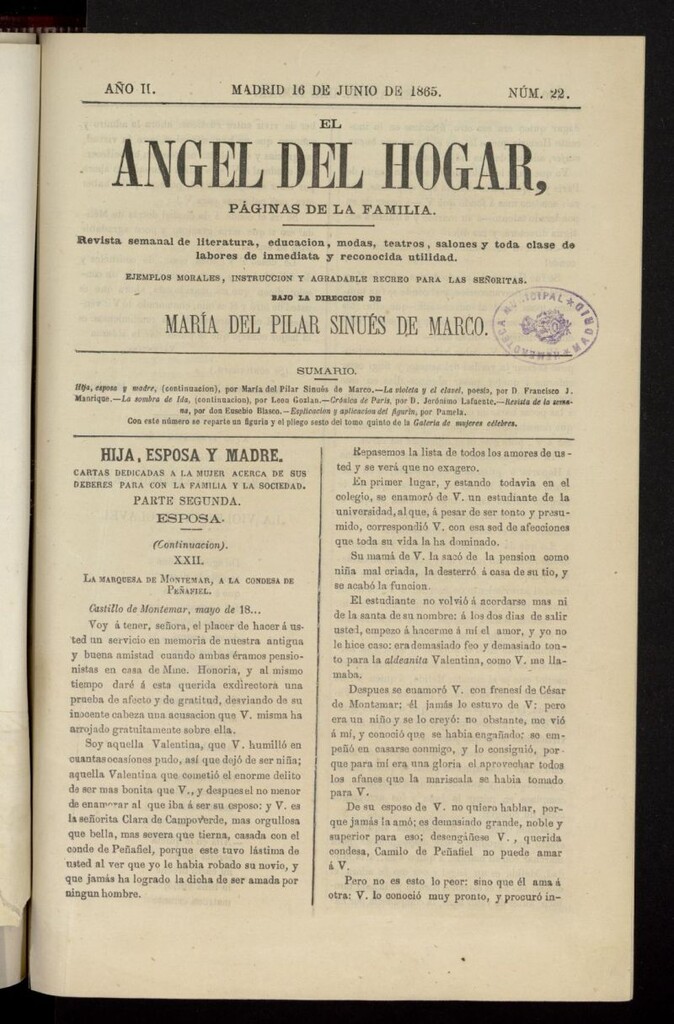 AÑO II. MADRID 16 DE JUNIO DE 1865. NÚM. 22.
EL
ANGEL DEL HOGAR,
PÁGINAS DE LA FAMILIA.
Revista semanal de literatura, educacion, modas, teatros, salones y toda clase de
labores de inmediata y reconocida utilidad.
EJEMPLOS MORALES, INSTRUCCION Y AGRADABLE RECREO PARA LAS SEÑORITAS.
BAJO LA DIRECCION DE
MARÍA DEL PILAR SINUÉS DE MARCO.
HEMEROTECA MUNICIPAL ★ MADRID ★
SUMARIO.
Hija, esposa y madre, (continuacion), por María del Pilar Sinués de Marco.—La violeta y el clavel, poesía, por D. Francisco J.
Manrique.—La sombra de Ida, (continuacion), por Leon Gozlan.—Crónica de Paris, por D. Jerónimo Lafuente.—Revista de la sema-
na, por don Eusebio Blasco.—Esplicacion y aplicacion del figurin, por Pamela.
Con este número se reparte un figurin y el pliego sesto del tomo quinto de la Galeria de mujeres célebres.
HIJA, ESPOSA Y MADRE.
CARTAS DEDICADAS A LA MUJER ACERCA DE SUS
DEBERES PARA CON LA FAMILIA Y LA SOCIEDAD.
PARTE SEGUNDA.
ESPOSA.
(Continuacion).
XXII.
LA MARQUESA DE MONTEMAR, A LA CONDESA DE
PEÑAFIEL.
Castillo de Montemar, mayo de 18...
Voy á tener, señora, el placer de hacer á us-
ted un servicio en memoria de nuestra antigua
y buena amistad cuando ambas éramos pensio-
nistas en casa de Mme. Honoria, y al mismo
tiempo daré á esta querida exdirectora una
prueba de afecto y de gratitud, desviando de su
inocente cabeza una acusacion que V. misma ha
arrojado gratuitamente sobre ella.
Soy aquella Valentina, que V. humilló en
cuantas ocasiones pudo, así que dejó de ser niña;
aquella Valentina que cometió el enorme delito
de ser mas bonita que V., y despues el no menor
de enamorar al que iba á ser su esposo: y V. es
la señorita Clara de Campoverde, mas orgullosa
que bella, mas severa que tierna, casada con el
conde de Peñafiel, porque este tuvo lástima de
usted al ver que yo le habia robado su novio, y
que jamás ha logrado la dicha de ser amada por
ningun hombre.
Repasemos la lista de todos los amores de us-
ted y se verá que no exagero.
En primer lugar, y estando todavia en el
colegio, se enamoró de V. un estudiante de la
universidad, al que, á pesar de ser tonto y presu-
mido, correspondió V. con esa sed de afecciones
que toda su vida la ha dominado.
Su mamá de V. la sacó de la pension como
niña mal criada, la desterró á casa de su tio, y
se acabó la funcion.
El estudiante no volvió á acordarse mas ni
de la santa de su nombre: á los dos dias de salir
usted, empezó á hacerme á mí el amor, y yo no
le hice caso: era demasiado feo y demasiado ton-
to para la aldeanita Valentina, como V. me lla-
maba.
Despues se enamoró V. con frenesí de César
de Montemar: él jamás lo estuvo de V: pero
era un niño y se lo creyó: no obstante, me vió
á mí, y conoció que se habia engañado: se em-
peñó en casarse conmigo, y lo consiguió, por-
que para mí era una gloria el aprovechar todos
los afanes que la mariscala se habia tomado
para V.
De su esposo de V. no quiero hablar, por-
que jamás la amó; es demasiado grande, noble y
superior para eso; desengáñese V., querida
condesa, Camilo de Peñafiel no puede amar
á V.
Pero no es esto lo peor: sino que él ama á
otra: V. lo conoció muy pronto, y procuró in-